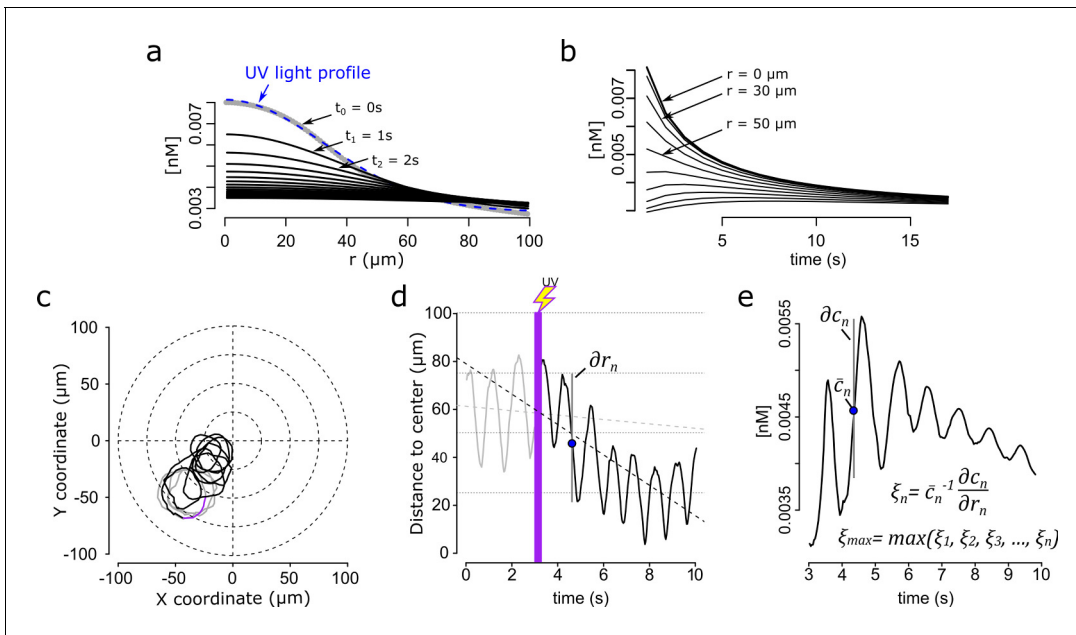 a
UV light profile
t₀ = 0s
t₁ = 1s
t₂ = 2s
[nM]
0.007
0.003
0 20 40 60 80 100
r (µm)
b
r = 0 µm
r = 30 µm
r = 50 µm
[nM]
0.007
0.005
5 10 15
time (s)
c
Y coordinate (µm)
100
50
0
-50
-100
-100 -50 0 50 100
X coordinate (µm)
d
UV
∂rₙ
Distance to center (µm)
100
80
60
40
20
0
0 2 4 6 8 10
time (s)
e
∂cₙ
c̄ₙ
[nM]
0.0055
0.0045
0.0035
ξₙ= c̄ₙ⁻¹ ∂cₙ/∂rₙ
ξmax= max(ξ₁, ξ₂, ξ₃, ..., ξₙ)
3 4 5 6 7 8 9 10
time (s)